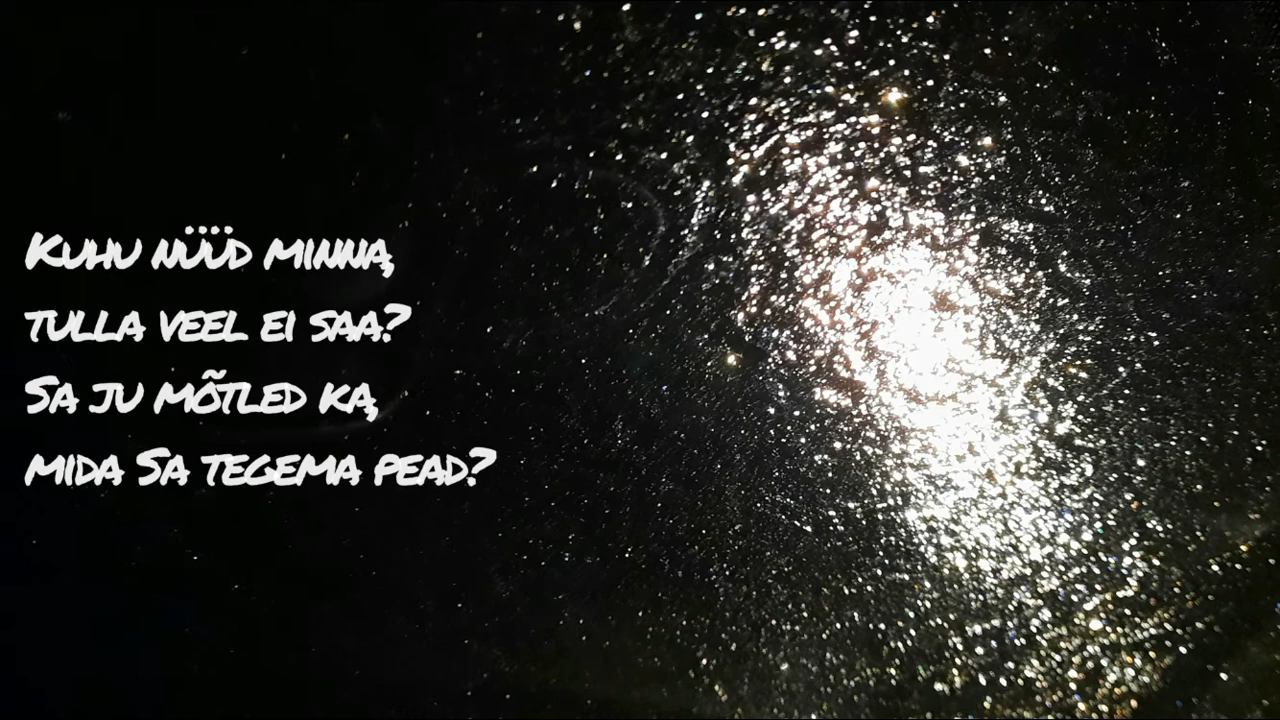 Kuhu nüüd minna,
tulla veel ei saa?
Sa ju mõtled ka,
mida Sa tegema pead?